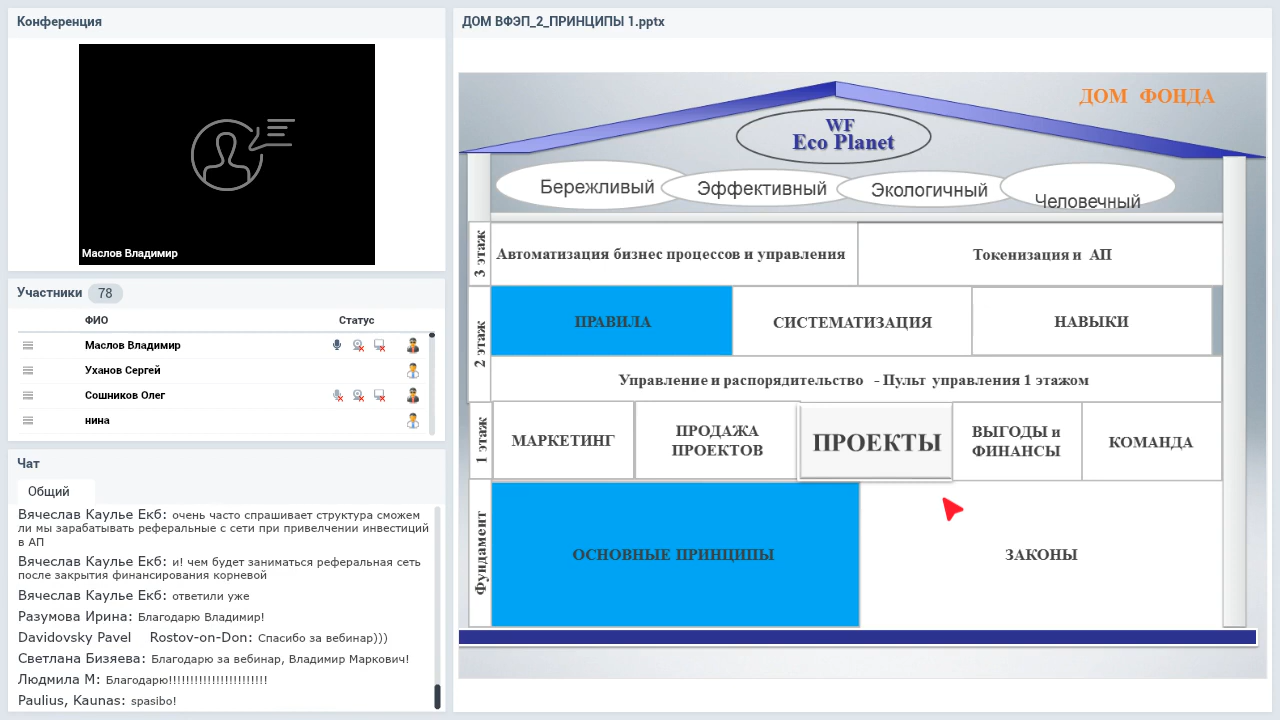 Конференция
Маслов Владимир
Участники 78
ФИО Статус
Маслов Владимир
Уханов Сергей
Сошников Олег
нина
Чат
Общий
Вячеслав Каулье Екб: очень часто спрашивает структура сможем
ли мы зарабатывать реферальные с сети при привелчении инвестиций
в АП
Вячеслав Каулье Екб: и! чем будет заниматься реферальная сеть
после закрытия финансирования корневой
Вячеслав Каулье Екб: ответили уже
Разумова Ирина: Благодарю Владимир!
Davidovsky Pavel Rostov-on-Don: Спасибо за вебинар)))
Светлана Бизяева: Благодарю за вебинар, Владимир Маркович!
Людмила М: Благодарю!!!!!!!!!!!!!!!!!!!!!!!
Paulius, Kaunas: spasibo!
ДОМ ВФЭП_2_ПРИНЦИПЫ 1.pptx
ДОМ ФОНДА
WF
Eco Planet
Бережливый Эффективный Экологичный Человечный
3 этаж
Автоматизация бизнес процессов и управления
Токенизация и АП
2 этаж
ПРАВИЛА
СИСТЕМАТИЗАЦИЯ
НАВЫКИ
Управление и распорядительство - Пульт управления 1 этажом
1 этаж
МАРКЕТИНГ
ПРОДАЖА
ПРОЕКТОВ
ПРОЕКТЫ
ВЫГОДЫ и
ФИНАНСЫ
КОМАНДА
Фундамент
ОСНОВНЫЕ ПРИНЦИПЫ
ЗАКОНЫ